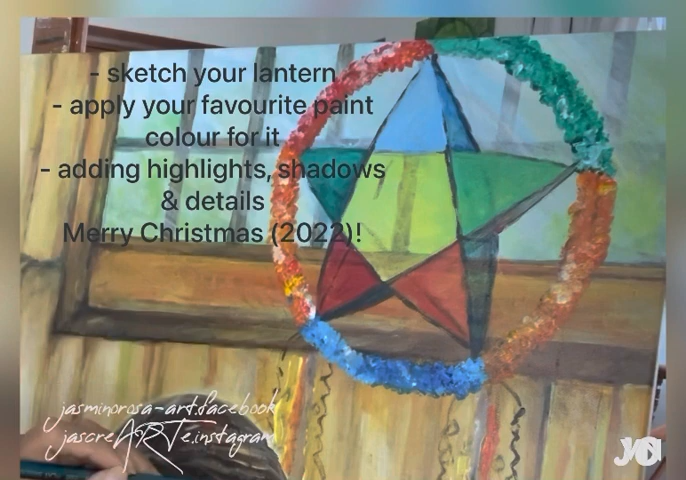 - sketch your lantern
- apply your favourite paint
colour for it
- adding highlights, shadows
& details
Merry Christmas (2022)!
jasminorosa-art.facebook
jascreARTe.instagram